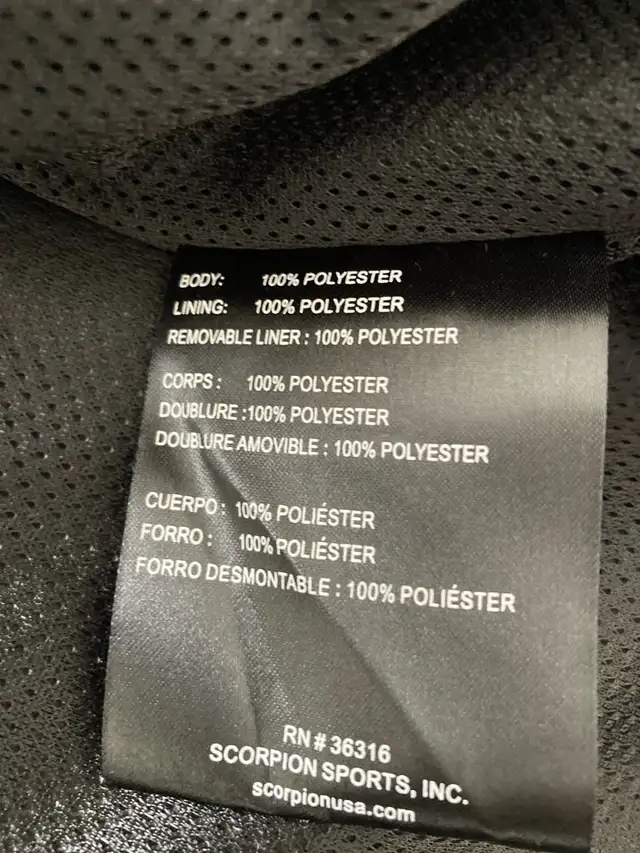 BODY: 100% POLYESTER
LINING: 100% POLYESTER
REMOVABLE LINER : 100% POLYESTER
CORPS : 100% POLYESTER
DOUBLURE :100% POLYESTER
DOUBLURE AMOVIBLE : 100% POLYESTER
CUERPO : 100% POLIÉSTER
FORRO : 100% POLIÉSTER
FORRO DESMONTABLE : 100% POLIÉSTER
RN # 36316
SCORPION SPORTS, INC.
scorpionusa.com